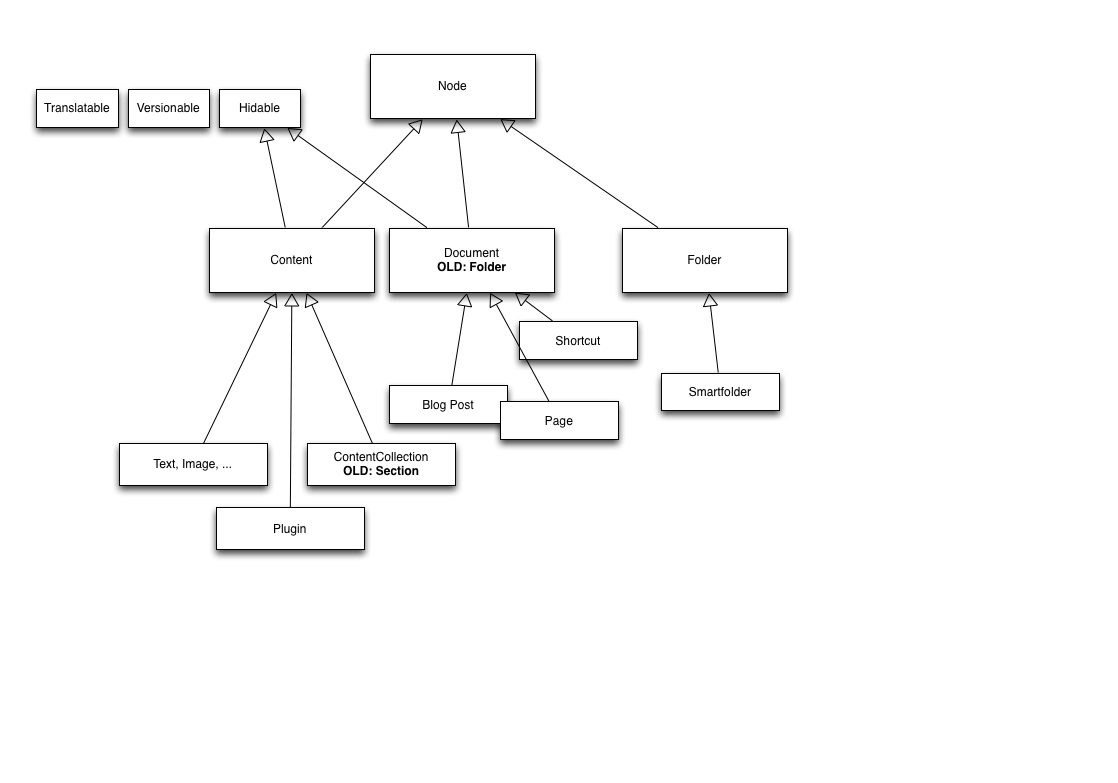 Node
Translatable
Versionable
Hidable
Content
Document
OLD: Folder
Folder
Shortcut
Smartfolder
Blog Post
Page
Text, Image, ...
ContentCollection
OLD: Section
Plugin